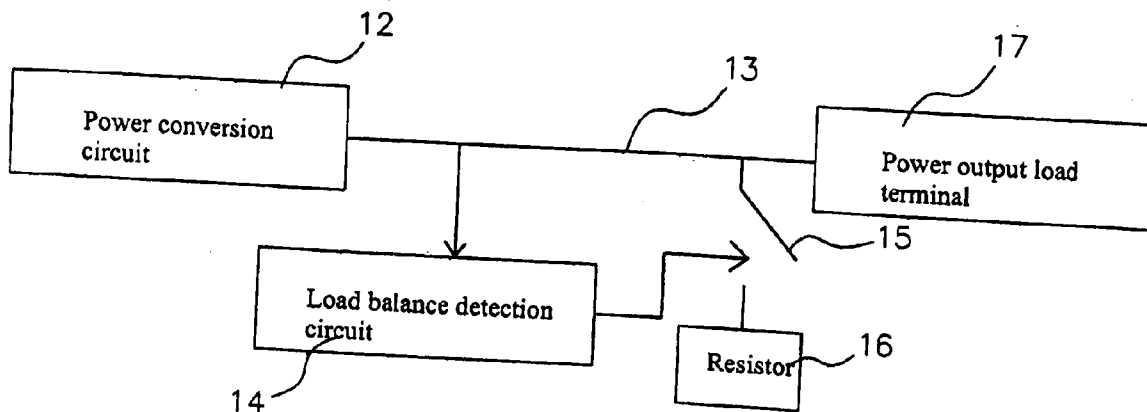 12
Power conversion
circuit
13
17
Power output load
terminal
15
Load balance detection
circuit
14
Resistor
16